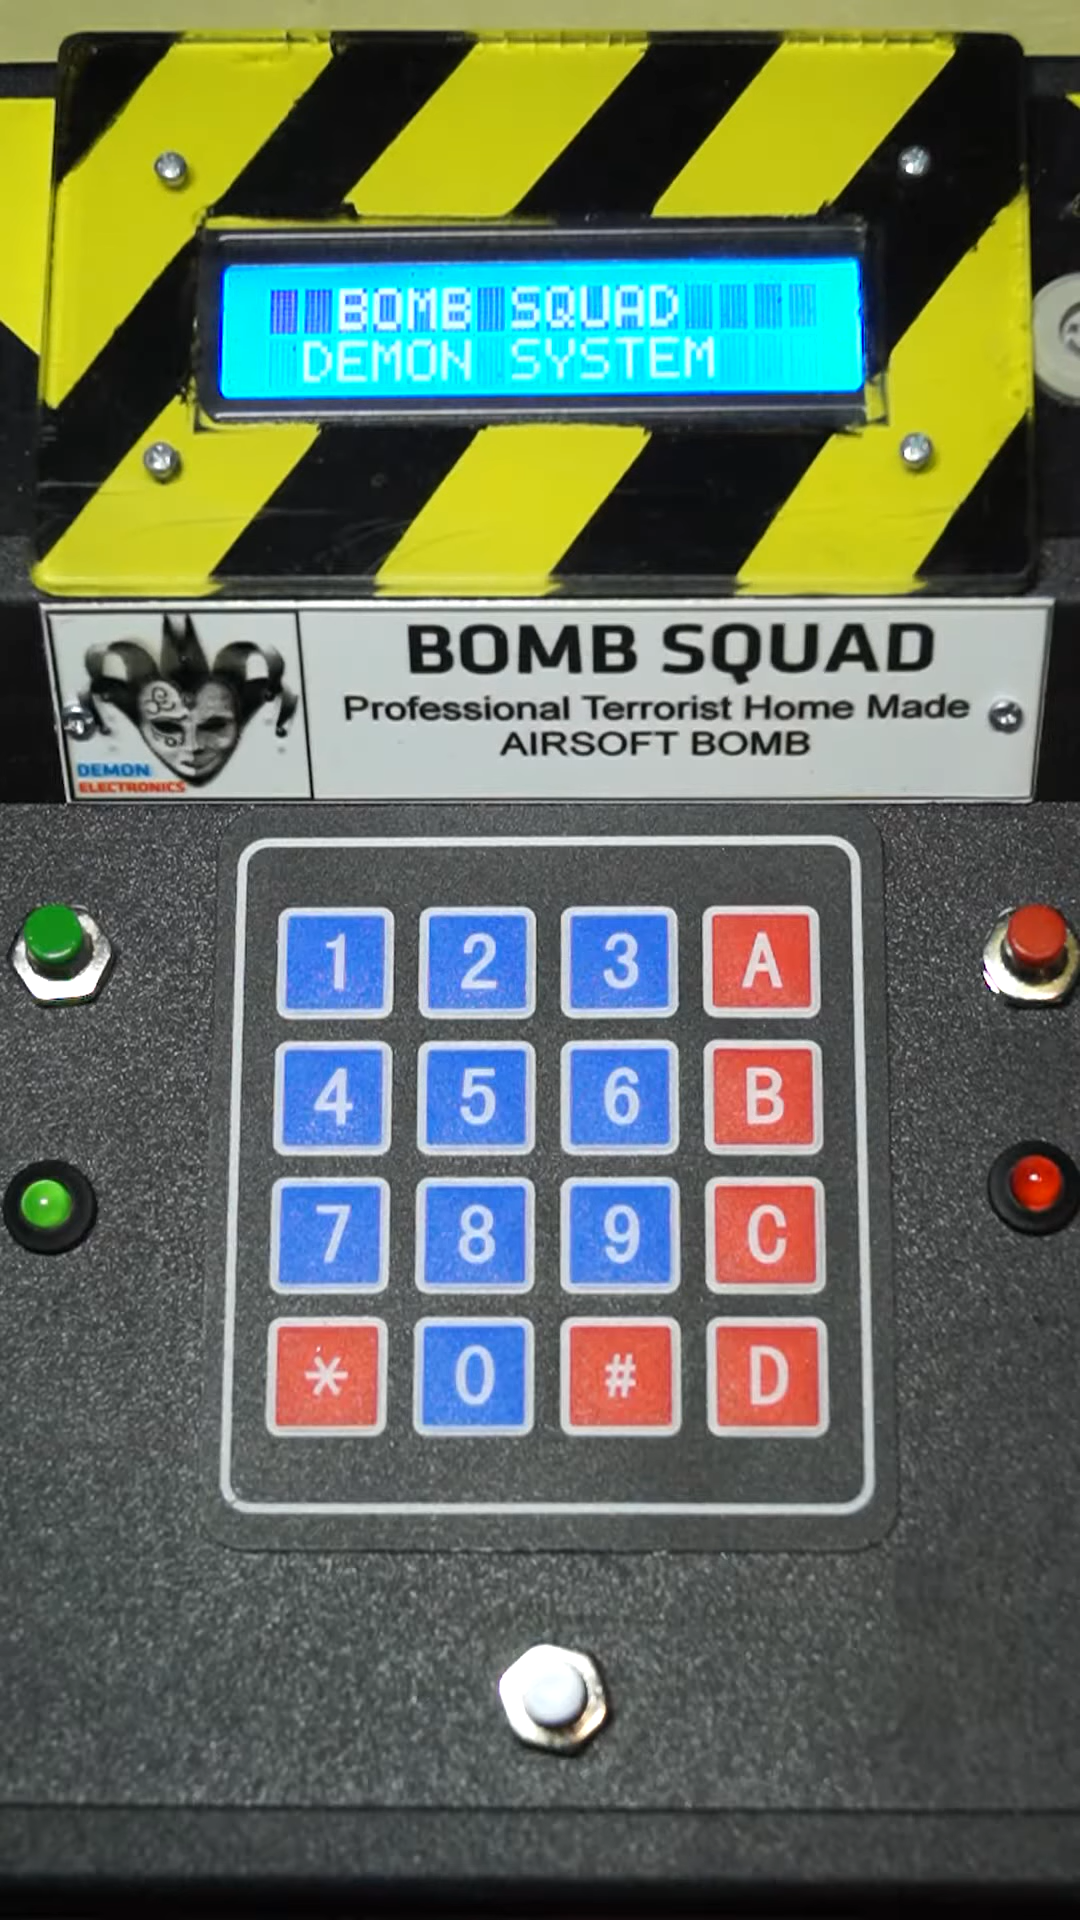 BOMB SQUAD
DEMON SYSTEM
BOMB SQUAD
Professional Terrorist Home Made
AIRSOFT BOMB
DEMON
ELECTRONICS
1 2 3 A
4 5 6 B
7 8 9 C
* 0 # D